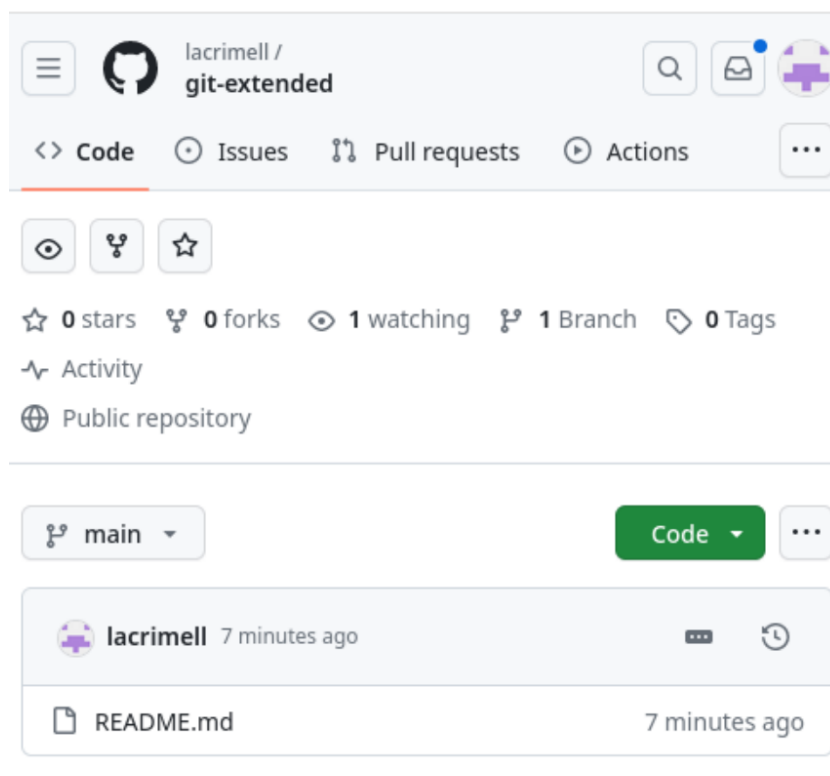 lacrimell /
git-extended
Code Issues Pull requests Actions
0 stars 0 forks 1 watching 1 Branch 0 Tags
Activity
Public repository
main Code
lacrimell 7 minutes ago
README.md 7 minutes ago